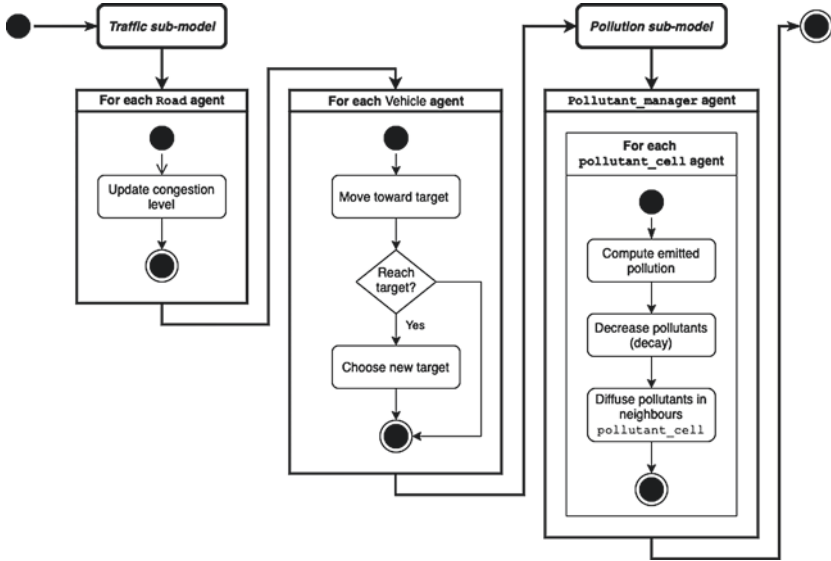 Traffic sub-model
Pollution sub-model
For each Road agent
Update congestion
level
For each Vehicle agent
Move toward target
Reach
target?
Yes
Choose new target
Pollutant_manager agent
For each
pollutant_cell agent
Compute emitted
pollution
Decrease pollutants
(decay)
Diffuse pollutants in
neighbours
pollutant_cell